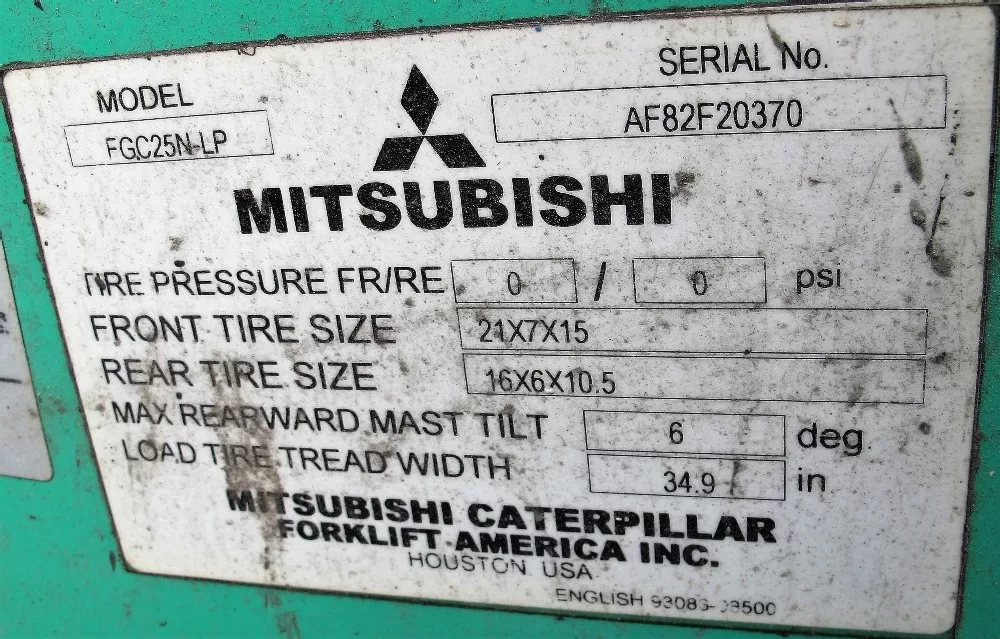 MODEL
SERIAL No.
FGC25N-LP
AF82F20370
MITSUBISHI
TIRE PRESSURE FR/RE 0 / 0 psi
FRONT TIRE SIZE 21X7X15
REAR TIRE SIZE 16X6X10.5
MAX REARWARD MAST TILT 6 deg.
LOAD TIRE TREAD WIDTH 34.9 in
MITSUBISHI CATERPILLAR
FORKLIFT AMERICA INC.
HOUSTON, USA
ENGLISH